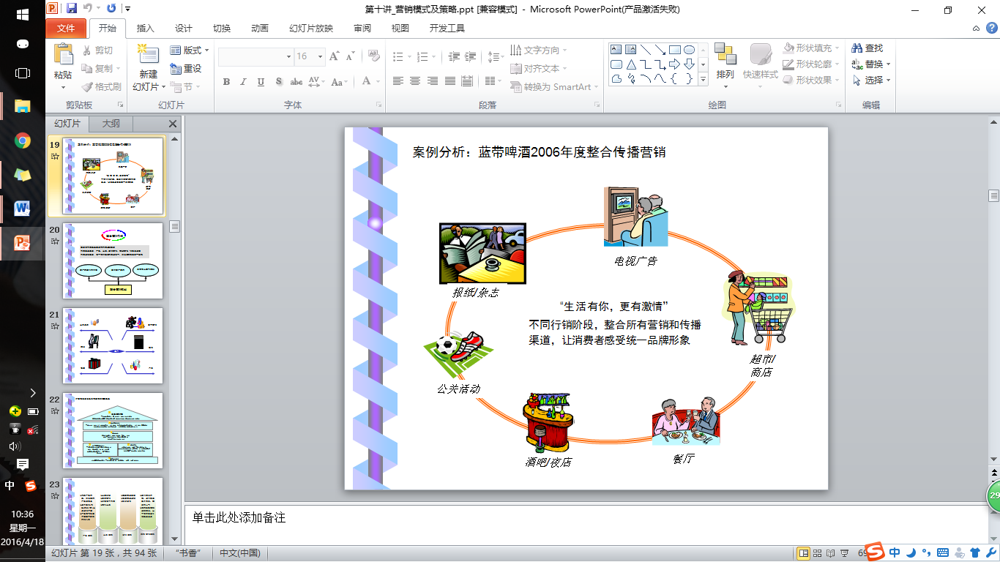 第十讲_营销模式及策略.ppt [兼容模式] - Microsoft PowerPoint(产品激活失败)
文件 开始 插入 设计 切换 动画 幻灯片放映 审阅 视图 开发工具
粘贴 剪切 复制 格式刷
新建 幻灯片 版式 重设 节
16
文字方向 对齐文本 转换为 SmartArt
排列 快速样式 形状填充 形状轮廓 形状效果
查找 替换 选择
剪贴板 幻灯片 字体 段落 绘图 编辑
幻灯片 大纲
19
20
21
22
23
案例分析：蓝带啤酒2006年度整合传播营销
电视广告
报纸/杂志
“生活有你，更有激情”
不同行销阶段，整合所有营销和传播
渠道，让消费者感受统一品牌形象
超市/
商店
公关活动
餐厅
酒吧/夜店
单击此处添加备注
幻灯片 第 19 张，共 94 张 “书香” 中文(中国)
中
10:36
星期一
2016/4/18
29
中